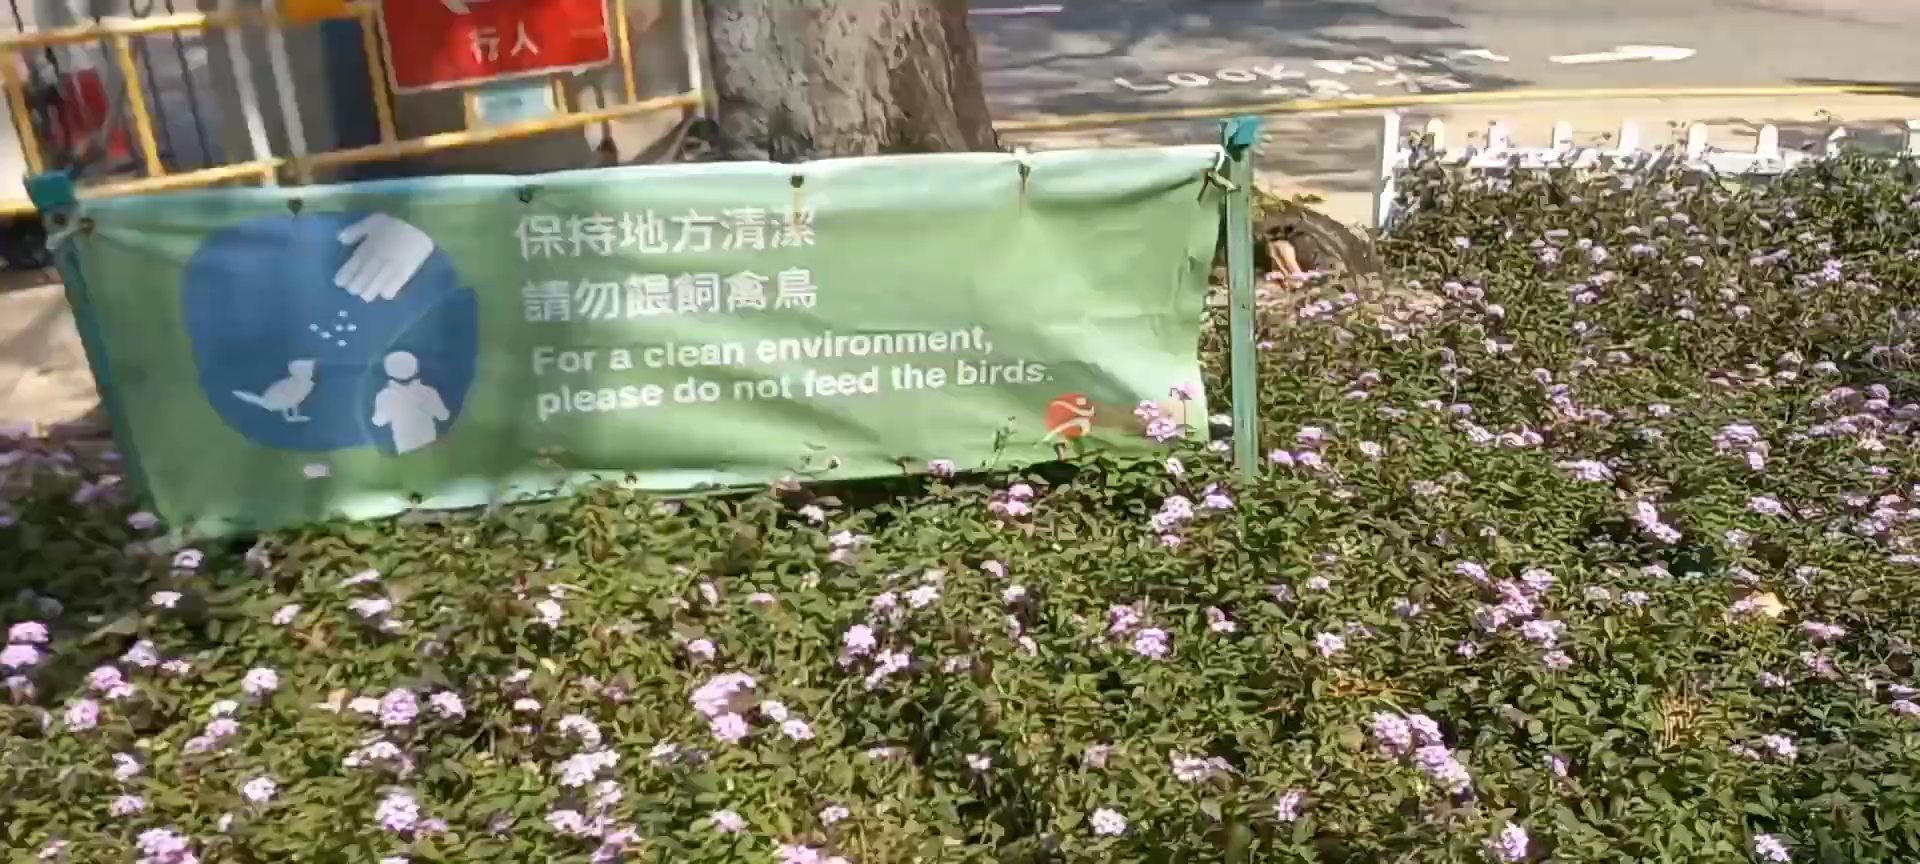 行人
LOOK
保持地方清潔
請勿餵飼禽鳥
For a clean environment,
please do not feed the birds.